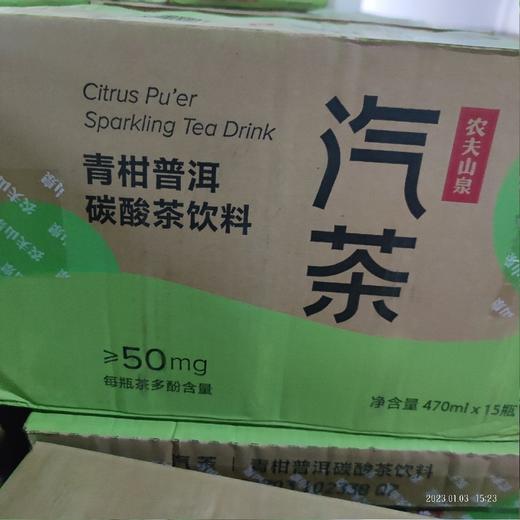 Citrus Pu'er
Sparkling Tea Drink
青柑普洱
碳酸茶饮料
汽茶
农夫山泉
≥50mg
每瓶茶多酚含量
净含量 470ml x 15瓶
汽茶 青柑普洱碳酸茶饮料
2023.01.03 15:23